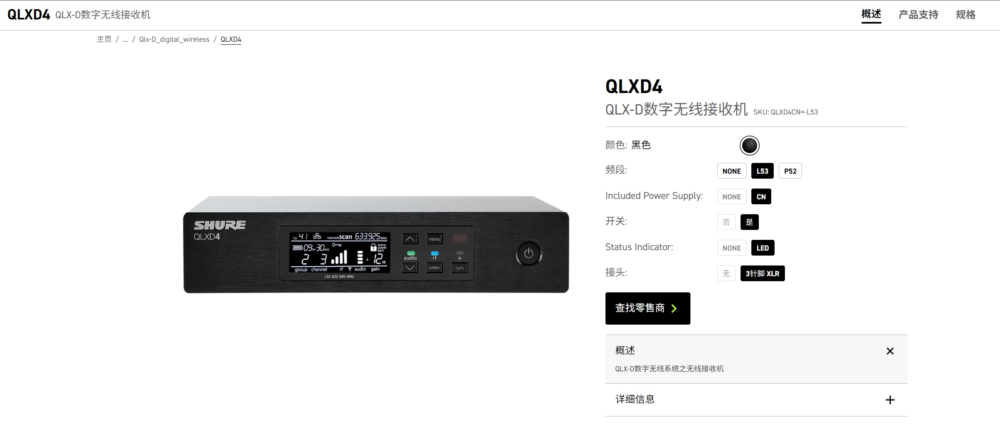 QLXD4 QLX-D数字无线接收机 概述 产品支持 规格
主页 / ... / Qlx-D_digital_wireless / QLXD4
QLXD4
QLX-D数字无线接收机 SKU: QLXD4CN=-L53
颜色: 黑色
频段: NONE L53 P52
Included Power Supply: NONE CN
开关: 否 是
Status Indicator: NONE LED
接头: 无 3针脚 XLR
查找零售商
概述
QLX-D数字无线系统之无线接收机
详细信息
SHURE
QLXD4
TV 41 networkscan 633.925 MHz
09hr 30mn
menu
power
gain
2 3 + 12 dB
group channel rf audio gain
L52 632-694 MHz
menu
audio rf ir
enter sync